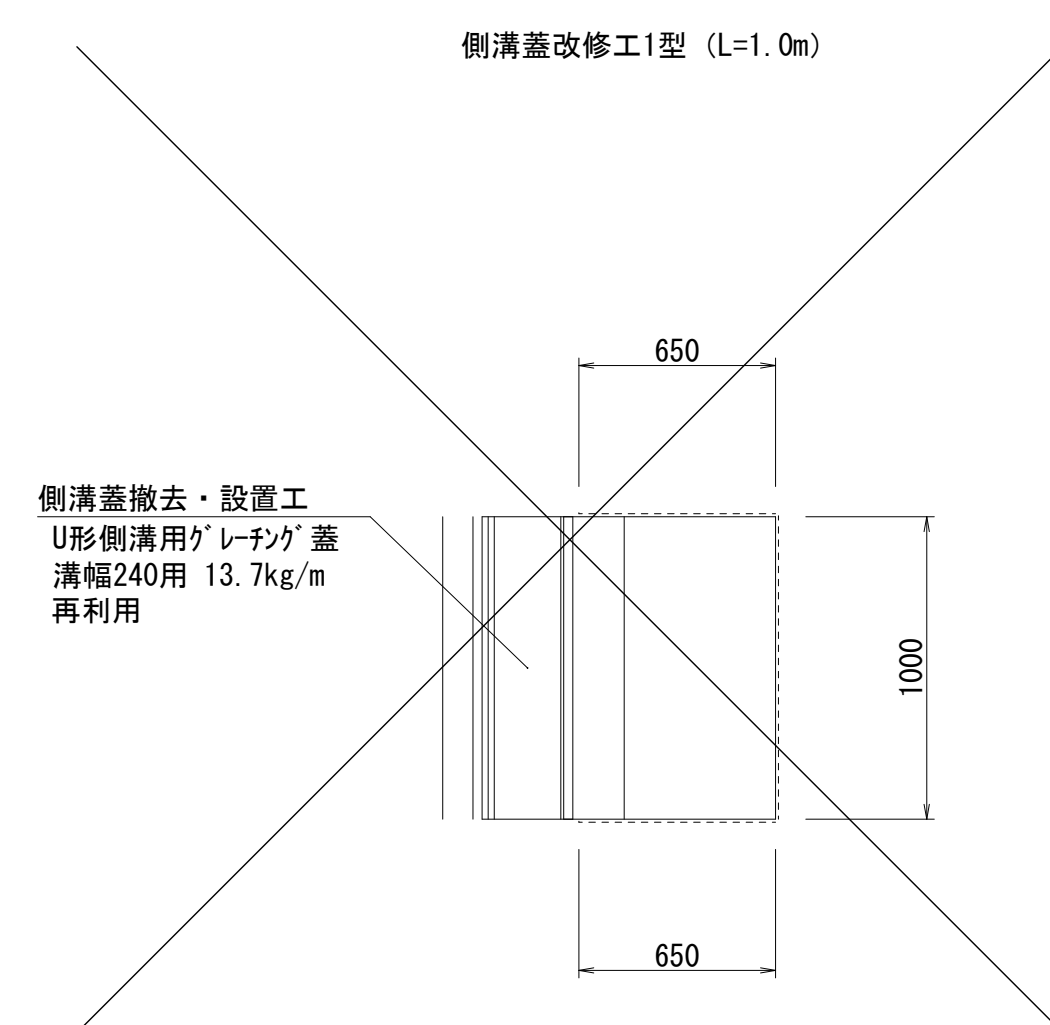 側溝蓋改修工1型 (L=1.0m)
650
側溝蓋撤去・設置工
U形側溝用グレーチング蓋
溝幅240用 13.7kg/m
再利用
1000
650